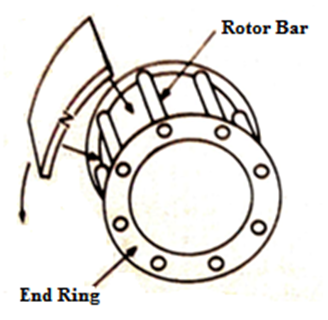 Rotor Bar
N
End Ring